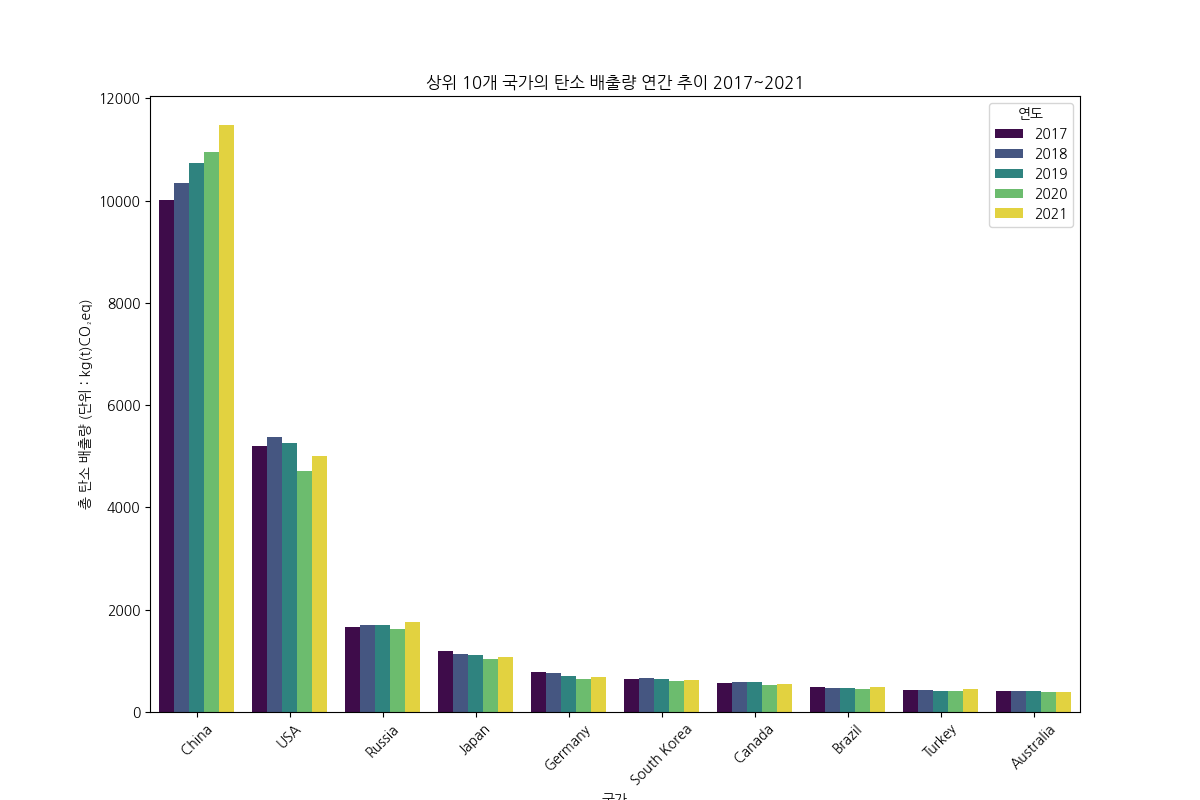 상위 10개 국가의 탄소 배출량 연간 추이 2017~2021
연도
2017
2018
2019
2020
2021
총 탄소 배출량 (단위 : kg(t)CO₂eq)
12000
10000
8000
6000
4000
2000
0
China
USA
Russia
Japan
Germany
South Korea
Canada
Brazil
Turkey
Australia
국가